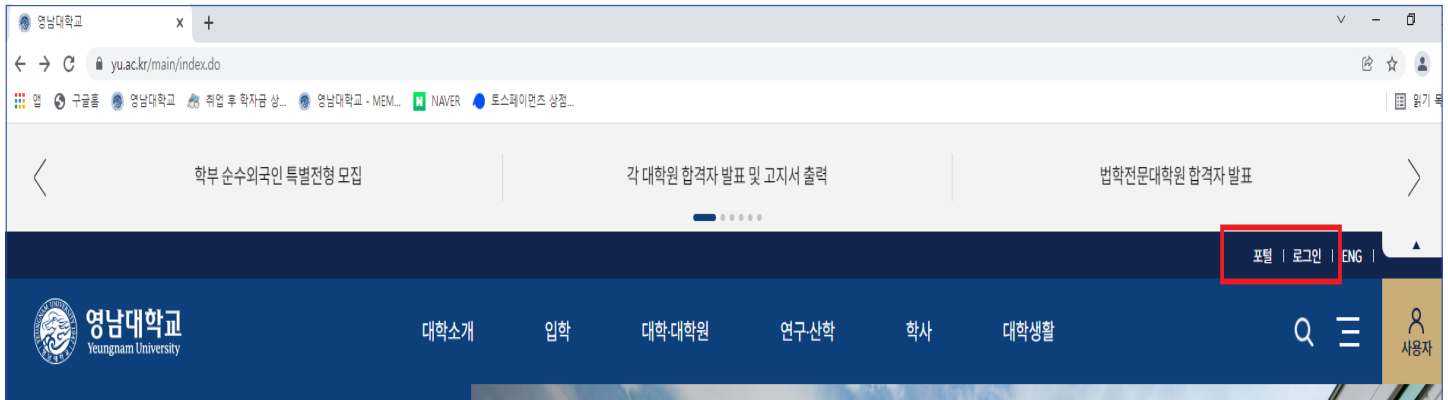 영남대학교
yu.ac.kr/main/index.do
앱 구글홈 영남대학교 취업 후 학자금 상... 영남대학교 - MEM... NAVER 토스페이먼츠 상점... 읽기 목
학부 순수외국인 특별전형 모집 각 대학원 합격자 발표 및 고지서 출력 법학전문대학원 합격자 발표
포털 | 로그인 | ENG |
영남대학교 대학소개 입학 대학·대학원 연구·산학 학사 대학생활 사용자
Yeungnam University